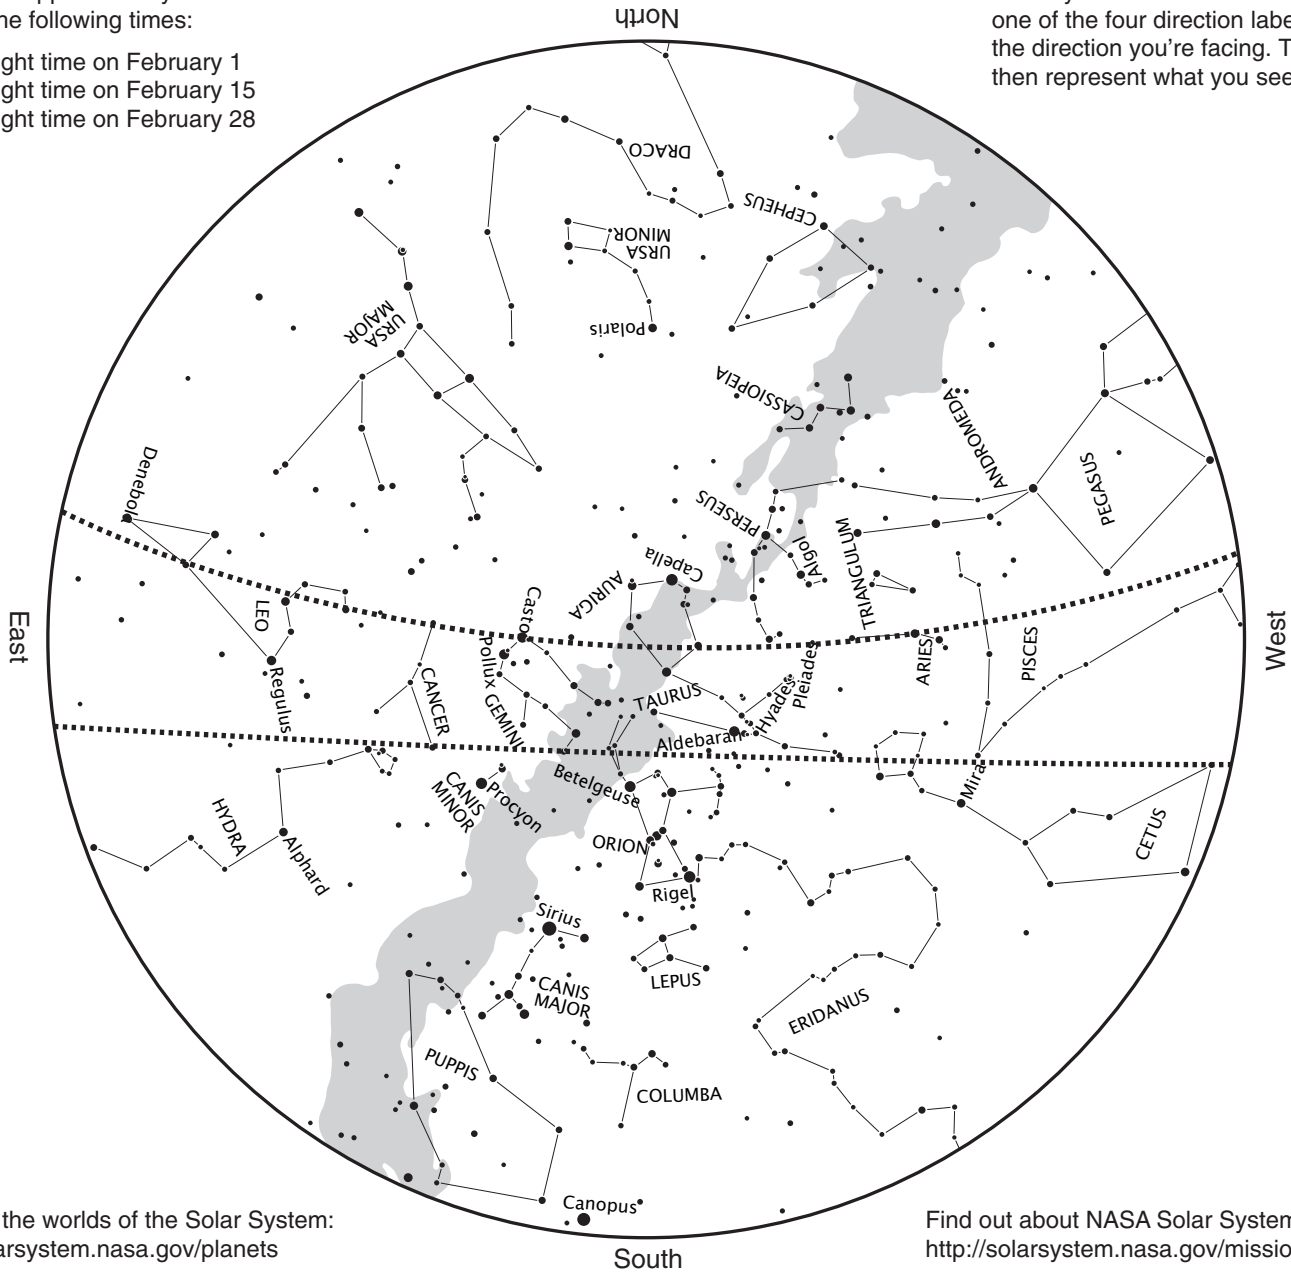 the following times:
ght time on February 1
ght time on February 15
ght time on February 28
one of the four direction labe
the direction you're facing. T
then represent what you see
North
DRACO
CEPHEUS
URSA
MINOR
Polaris
URSA
MAJOR
CASSIOPEIA
ANDROMEDA
PEGASUS
Denebol
PERSEUS
Algol
TRIANGULUM
Capella
AURIGA
Castor
Pollux
GEMINI
LEO
Regulus
CANCER
East
West
TAURUS
Hyades
Pleiades
ARIES
PISCES
Aldebaran
Betelgeuse
CANIS
MINOR
Procyon
Mira
CETUS
HYDRA
Alphard
ORION
Rigel
Sirius
LEPUS
CANIS
MAJOR
ERIDANUS
PUPPIS
COLUMBA
Canopus
South
the worlds of the Solar System:
arsystem.nasa.gov/planets
Find out about NASA Solar System
http://solarsystem.nasa.gov/missio